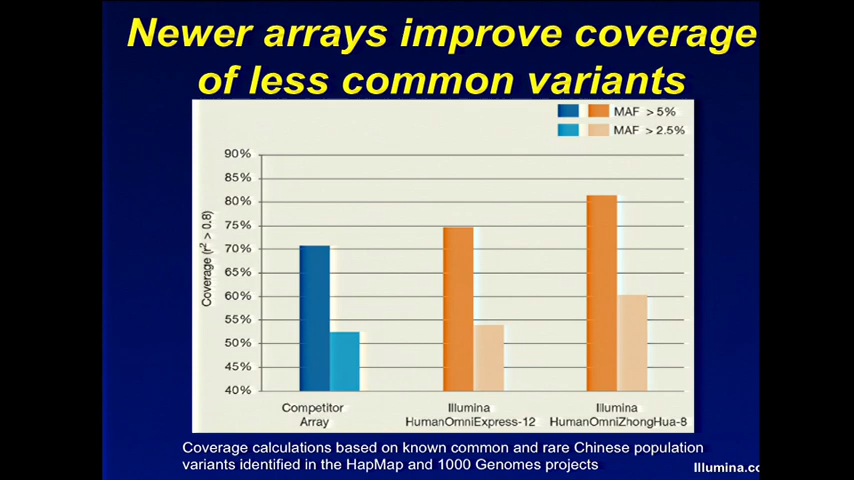 Newer arrays improve coverage
of less common variants
MAF > 5%
MAF > 2.5%
90%
85%
80%
75%
70%
65%
60%
55%
50%
45%
40%
Coverage (r² > 0.8)
Competitor
Array
Illumina
HumanOmniExpress-12
Illumina
HumanOmniZhongHua-8
Coverage calculations based on known common and rare Chinese population
variants identified in the HapMap and 1000 Genomes projects
Illumina.co